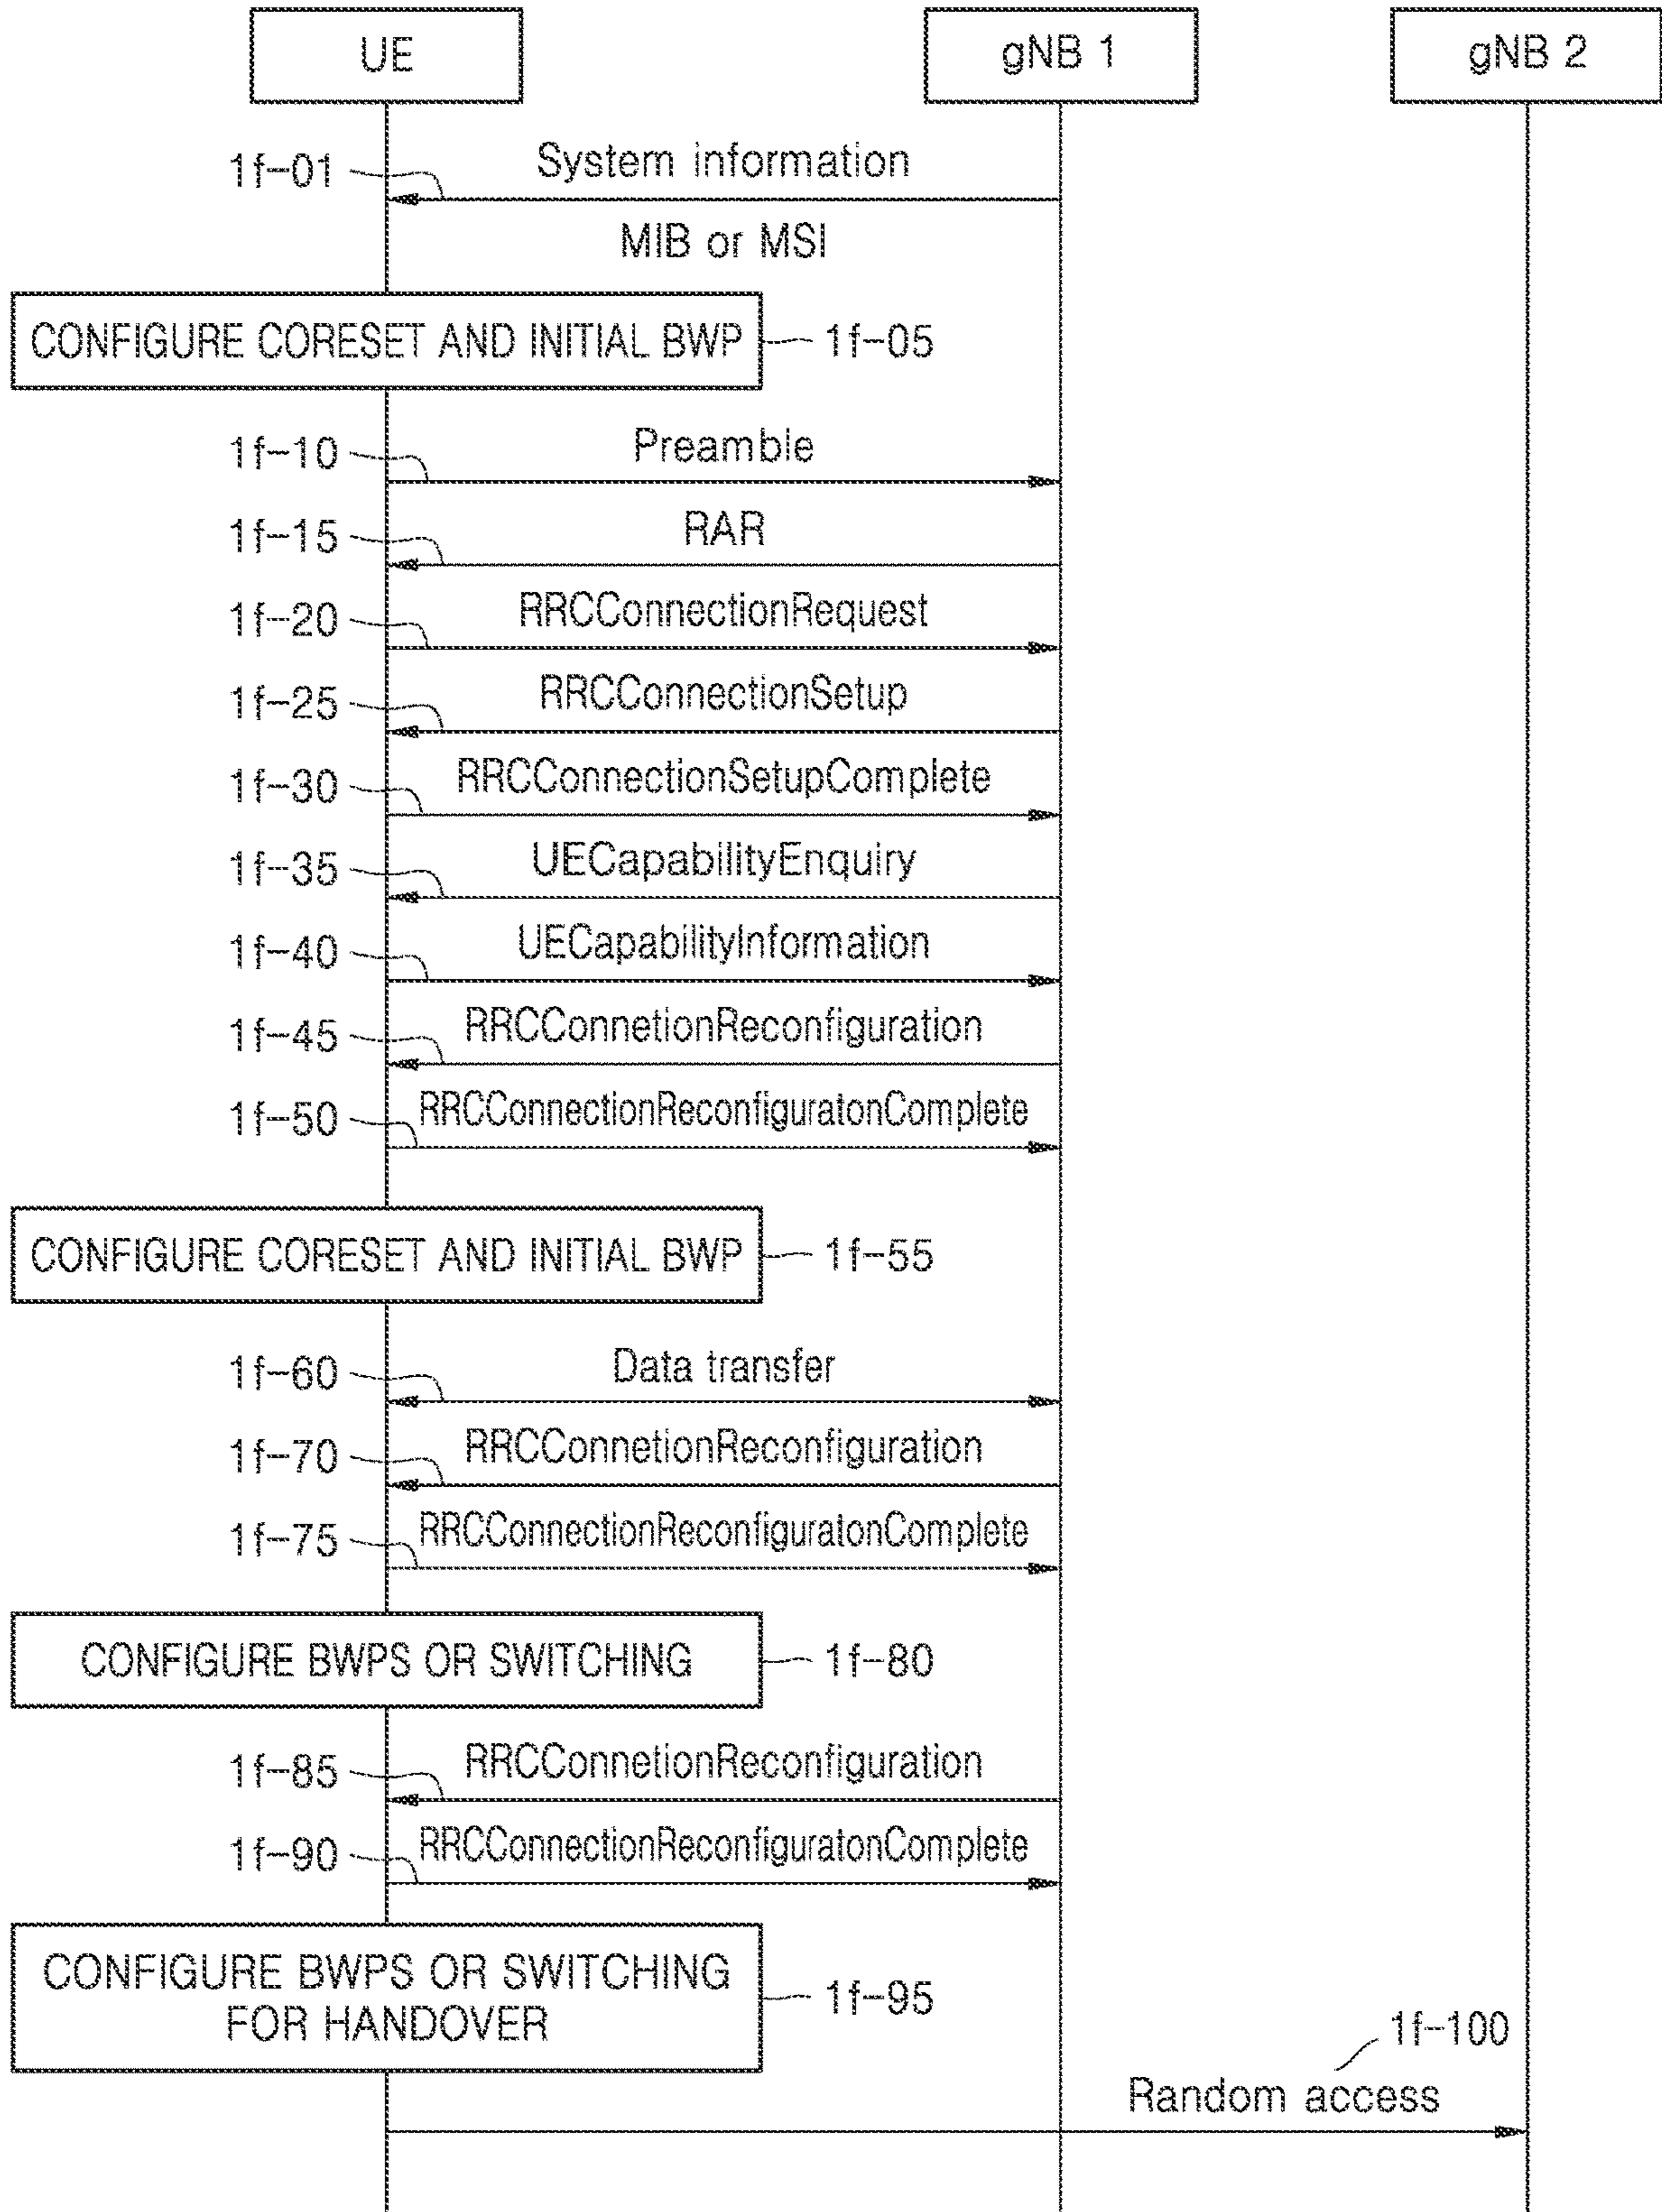 UE
gNB 1
gNB 2
1f-01
System information
MIB or MSI
CONFIGURE CORESET AND INITIAL BWP
1f-05
1f-10
Preamble
1f-15
RAR
1f-20
RRCConnectionRequest
1f-25
RRCConnectionSetup
1f-30
RRCConnectionSetupComplete
1f-35
UECapabilityEnquiry
1f-40
UECapabilityInformation
1f-45
RRCConnetionReconfiguration
1f-50
RRCConnectionReconfiguratonComplete
CONFIGURE CORESET AND INITIAL BWP
1f-55
1f-60
Data transfer
1f-70
RRCConnetionReconfiguration
1f-75
RRCConnectionReconfiguratonComplete
CONFIGURE BWPS OR SWITCHING
1f-80
1f-85
RRCConnetionReconfiguration
1f-90
RRCConnectionReconfiguratonComplete
CONFIGURE BWPS OR SWITCHING
FOR HANDOVER
1f-95
1f-100
Random access